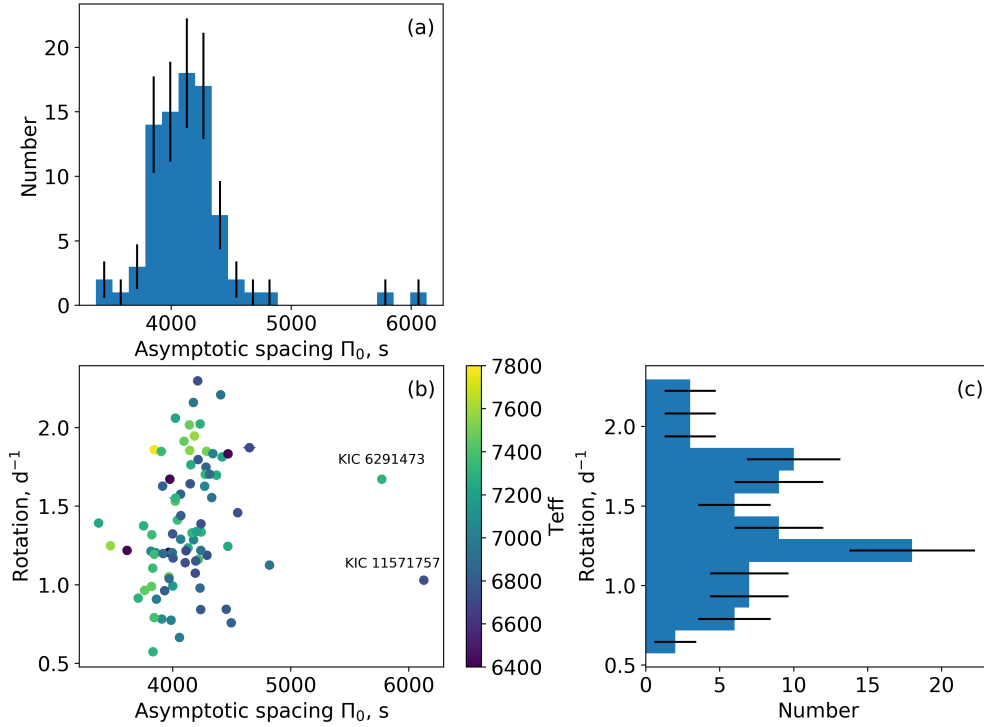 (a)
Number
20
15
10
5
0
4000 5000 6000
Asymptotic spacing Π₀, s
(b)
Rotation, d⁻¹
2.0
1.5
1.0
0.5
KIC 6291473
KIC 11571757
4000 5000 6000
Asymptotic spacing Π₀, s
7800
7600
7400
7200
7000
6800
6600
6400
Teff
(c)
Rotation, d⁻¹
2.0
1.5
1.0
0.5
0 5 10 15 20
Number